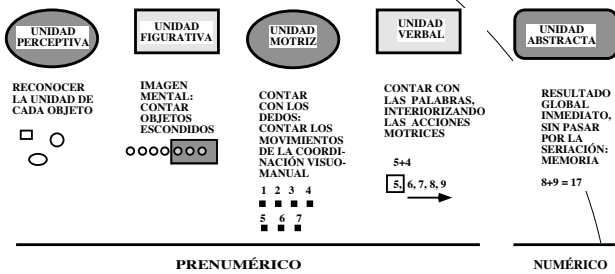 UNIDAD
PERCEPTIVA
UNIDAD
FIGURATIVA
UNIDAD
MOTRIZ
UNIDAD
VERBAL
UNIDAD
ABSTRACTA
RECONOCER
LA UNIDAD DE
CADA OBJETO
IMAGEN
MENTAL:
CONTAR
OBJETOS
ESCONDIDOS
CONTAR
CON LOS
DEDOS:
CONTAR LOS
MOVIMIENTOS
DE LA COORDI-
NACIÓN VISUO-
MANUAL
1 2 3 4
5 6 7
CONTAR CON
LAS PALABRAS,
INTERIORIZANDO
LAS ACCIONES
MOTRICES
5+4
5, 6, 7, 8, 9
RESULTADO
GLOBAL
INMEDIATO,
SIN PASAR
POR LA
SERIACIÓN:
MEMORIA
8+9 = 17
PRENUMÉRICO
NUMÉRICO